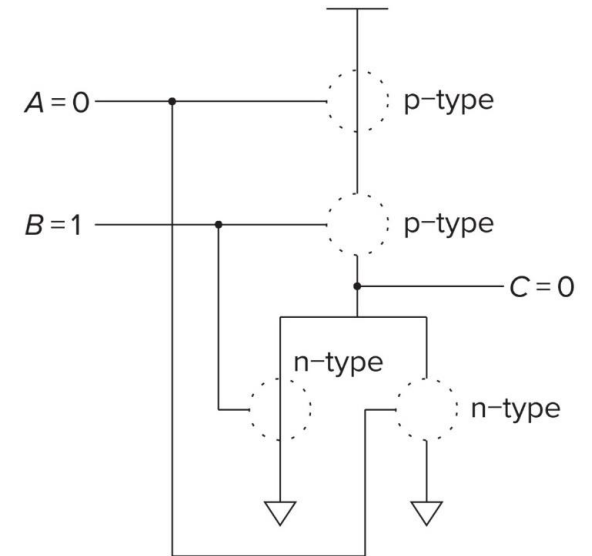 A = 0
p-type
B = 1
p-type
C = 0
n-type
n-type